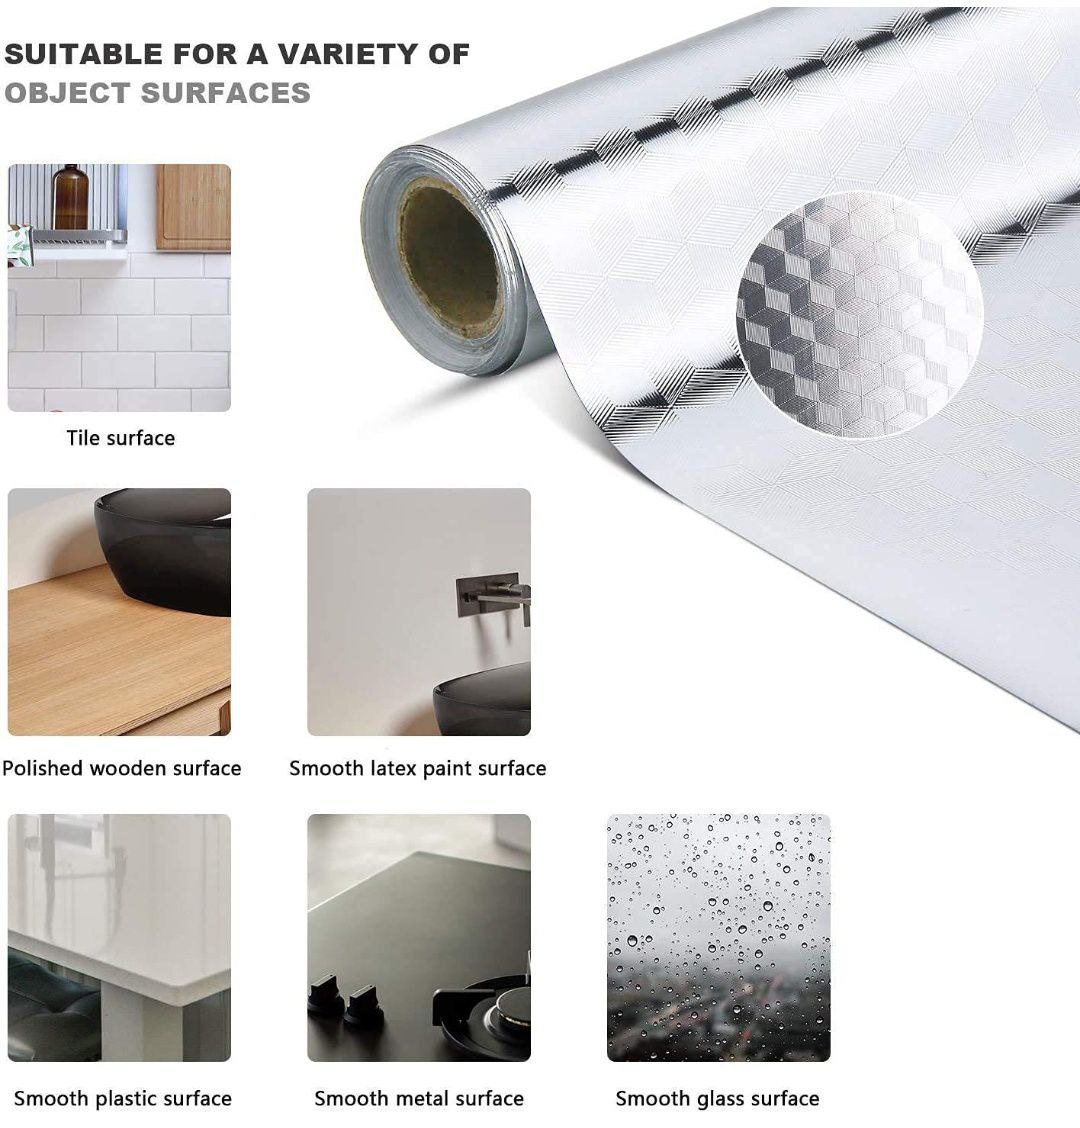 SUITABLE FOR A VARIETY OF
OBJECT SURFACES
Tile surface
Polished wooden surface
Smooth latex paint surface
Smooth plastic surface
Smooth metal surface
Smooth glass surface